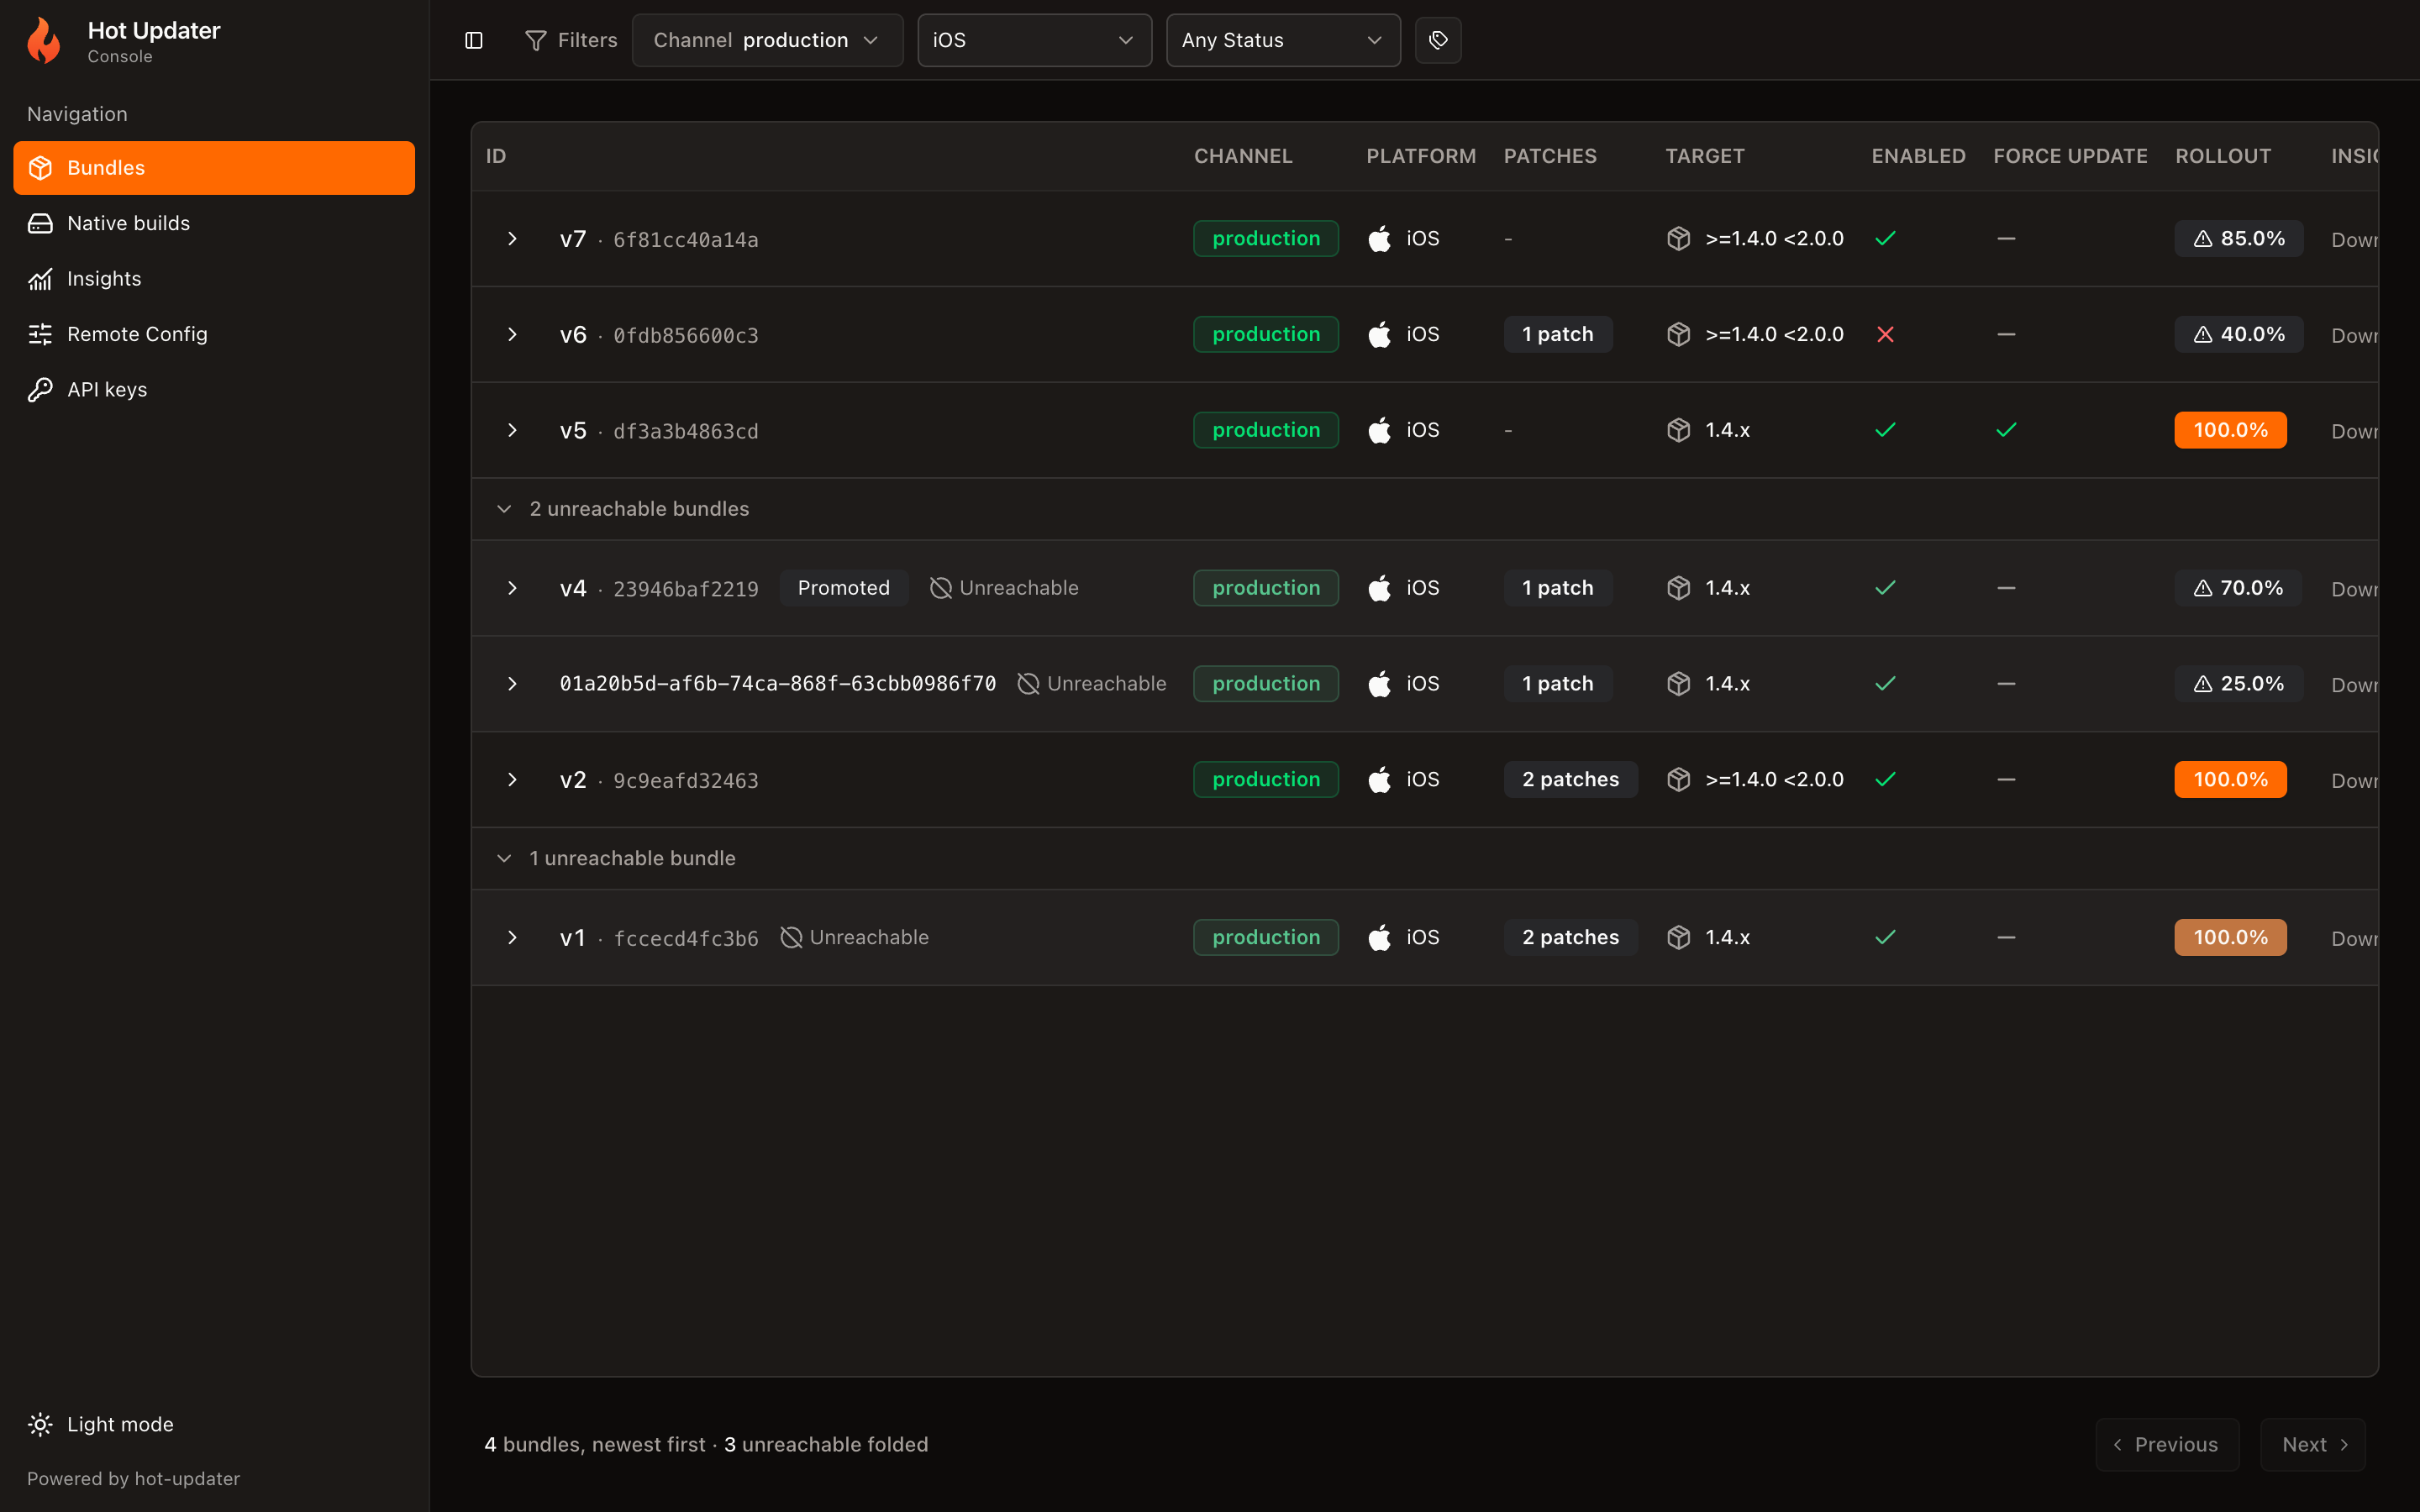 Hot Updater
Console
Navigation
Bundles
Native builds
Insights
Remote Config
API keys
Light mode
Powered by hot-updater
Filters Channel production iOS Any Status
ID CHANNEL PLATFORM PATCHES TARGET ENABLED FORCE UPDATE ROLLOUT
v7 · 6f81cc40a14a production iOS - >=1.4.0 <2.0.0 — 85.0%
v6 · 0fdb856600c3 production iOS 1 patch >=1.4.0 <2.0.0 — 40.0%
v5 · df3a3b4863cd production iOS - 1.4.x 100.0%
2 unreachable bundles
v4 · 23946baf2219 Promoted Unreachable production iOS 1 patch 1.4.x — 70.0%
01a20b5d-af6b-74ca-868f-63cbb0986f70 Unreachable production iOS 1 patch 1.4.x — 25.0%
v2 · 9c9eafd32463 production iOS 2 patches >=1.4.0 <2.0.0 — 100.0%
1 unreachable bundle
v1 · fccecd4fc3b6 Unreachable production iOS 2 patches 1.4.x — 100.0%
4 bundles, newest first · 3 unreachable folded
Previous Next